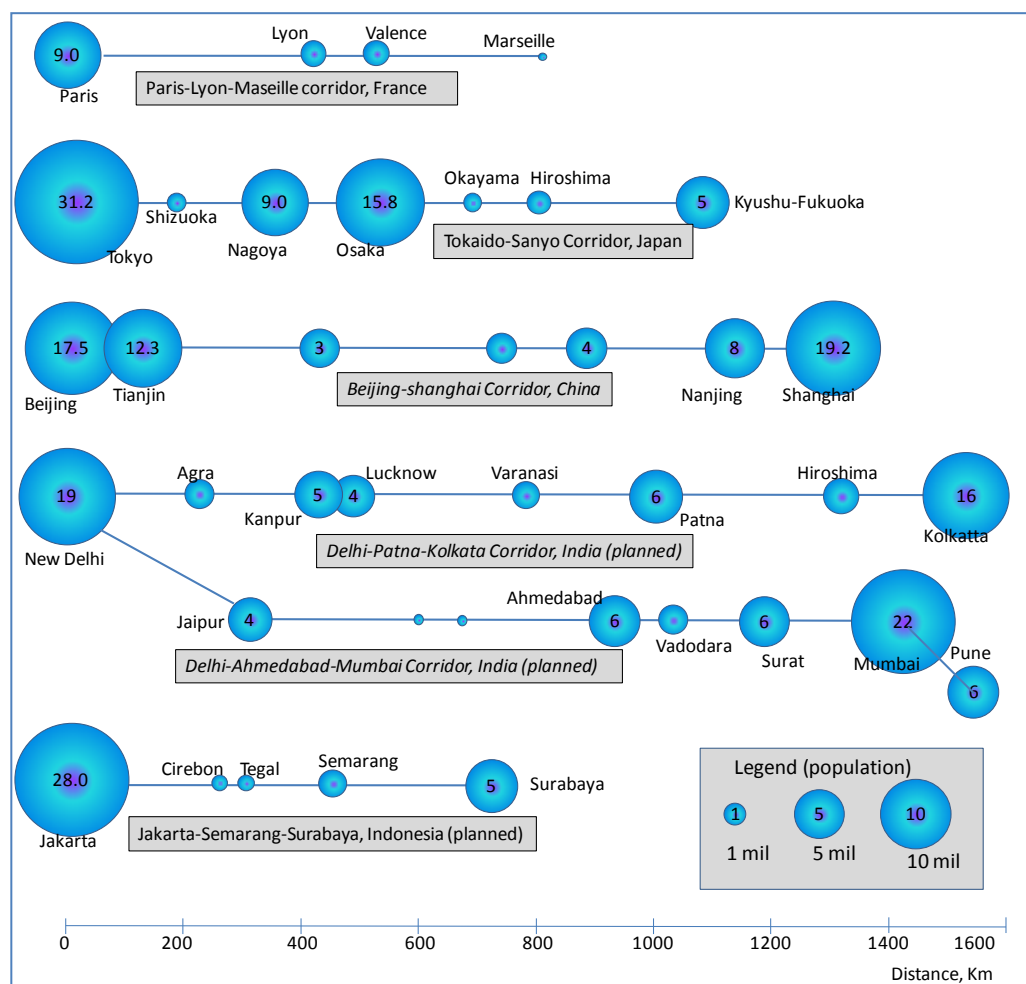 Lyon
Valence
Marseille
9.0
Paris
Paris-Lyon-Maseille corridor, France
Okayama
Hiroshima
31.2
Shizuoka
9.0
15.8
5
Kyushu-Fukuoka
Tokyo
Nagoya
Osaka
Tokaido-Sanyo Corridor, Japan
17.5
12.3
3
4
8
19.2
Beijing
Tianjin
Nanjing
Shanghai
Beijing-shanghai Corridor, China
Agra
Lucknow
Varanasi
Hiroshima
19
5
4
6
16
Kanpur
Patna
Kolkatta
New Delhi
Delhi-Patna-Kolkata Corridor, India (planned)
Ahmedabad
Jaipur
4
6
6
22
Vadodara
Surat
Mumbai
Pune
6
Delhi-Ahmedabad-Mumbai Corridor, India (planned)
Cirebon
Tegal
Semarang
28.0
5
Surabaya
Jakarta
Jakarta-Semarang-Surabaya, Indonesia (planned)
Legend (population)
1
5
10
1 mil
5 mil
10 mil
0
200
400
600
800
1000
1200
1400
1600
Distance, Km